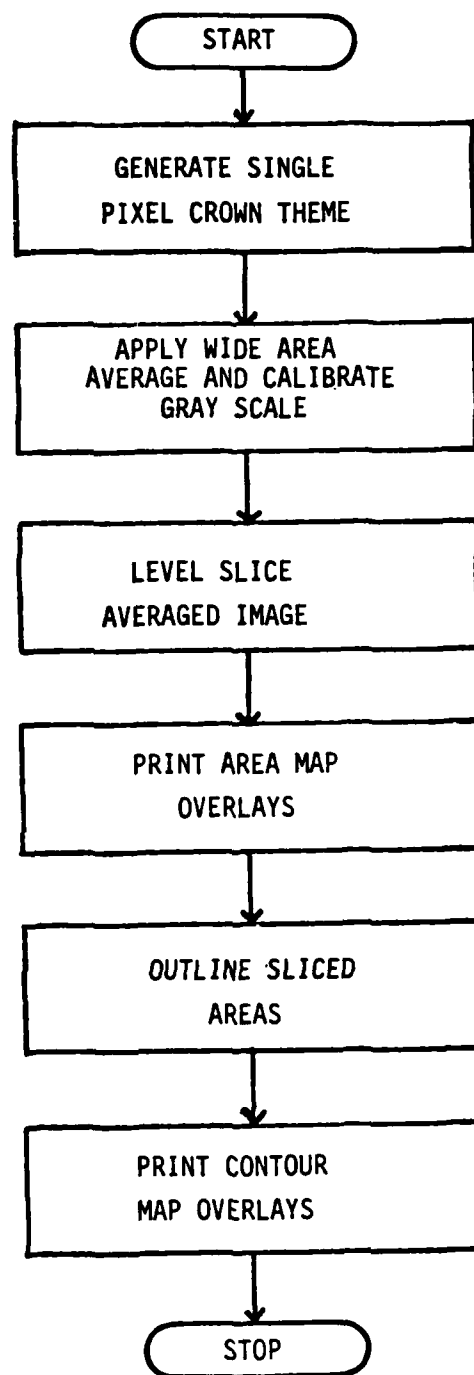 START
GENERATE SINGLE
PIXEL CROWN THEME
APPLY WIDE AREA
AVERAGE AND CALIBRATE
GRAY SCALE
LEVEL SLICE
AVERAGED IMAGE
PRINT AREA MAP
OVERLAYS
OUTLINE SLICED
AREAS
PRINT CONTOUR
MAP OVERLAYS
STOP